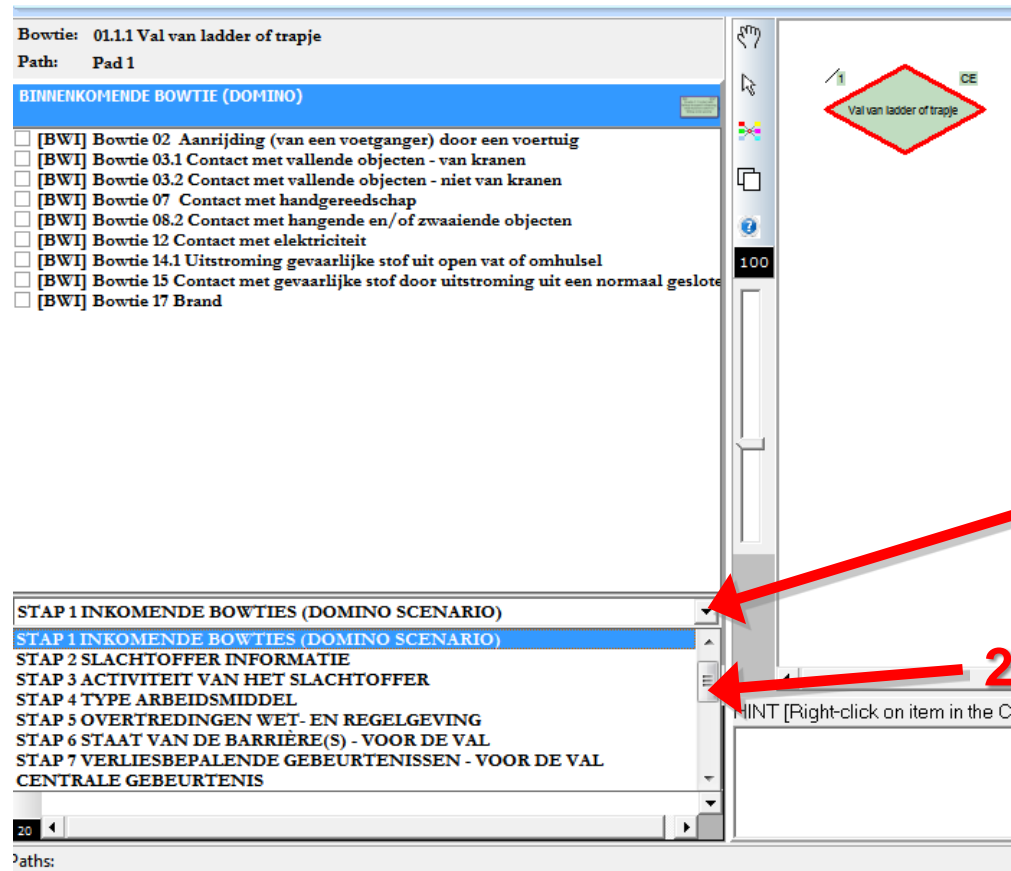 Bowtie: 01.1.1 Val van ladder of trapje
Path: Pad 1
BINNENKOMENDE BOWTIE (DOMINO)
[BWI] Bowtie 02 Aanrijding (van een voetganger) door een voertuig
[BWI] Bowtie 03.1 Contact met vallende objecten - van kranen
[BWI] Bowtie 03.2 Contact met vallende objecten - niet van kranen
[BWI] Bowtie 07 Contact met handgereedschap
[BWI] Bowtie 08.2 Contact met hangende en/of zwaaiende objecten
[BWI] Bowtie 12 Contact met elektriciteit
[BWI] Bowtie 14.1 Uitstroming gevaarlijke stof uit open vat of omhulsel
[BWI] Bowtie 15 Contact met gevaarlijke stof door uitstroming uit een normaal geslote
[BWI] Bowtie 17 Brand
100
1
CE
Val van ladder of trapje
STAP 1 INKOMENDE BOWTIES (DOMINO SCENARIO)
STAP 1 INKOMENDE BOWTIES (DOMINO SCENARIO)
STAP 2 SLACHTOFFER INFORMATIE
STAP 3 ACTIVITEIT VAN HET SLACHTOFFER
STAP 4 TYPE ARBEIDSMIDDEL
STAP 5 OVERTREDINGEN WET- EN REGELGEVING
STAP 6 STAAT VAN DE BARRIÈRE(S) - VOOR DE VAL
STAP 7 VERLIESBEPALENDE GEBEURTENISSEN - VOOR DE VAL
CENTRALE GEBEURTENIS
2
HINT [Right-click on item in the C
20
Paths: